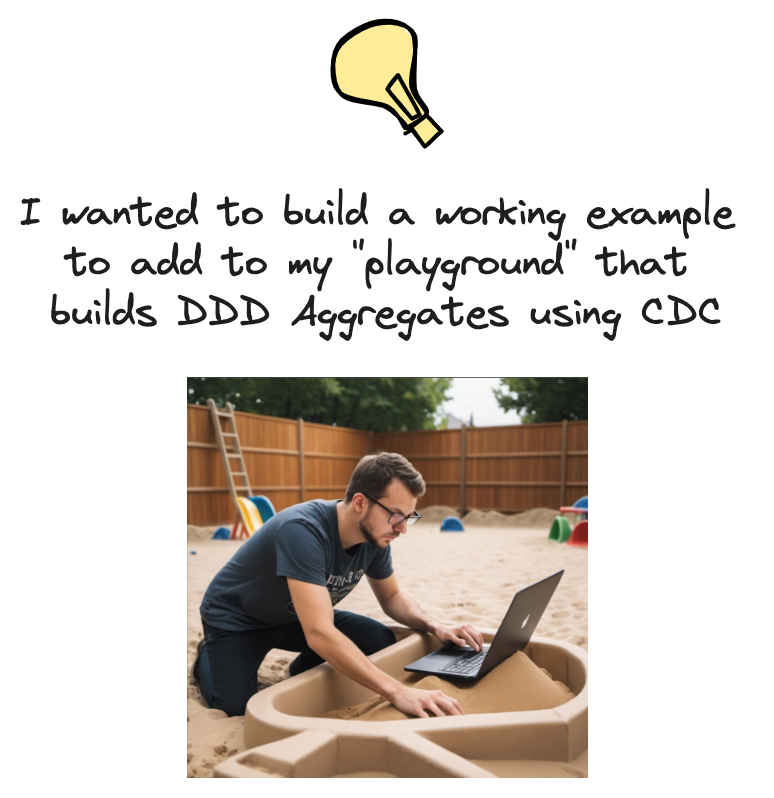 I wanted to build a working example
to add to my "playground" that
builds DDD Aggregates using CDC